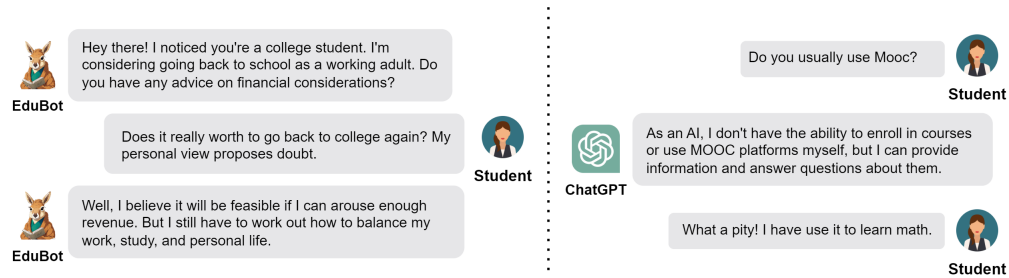 Hey there! I noticed you're a college student. I'm
considering going back to school as a working adult. Do
you have any advice on financial considerations?
EduBot
Does it really worth to go back to college again? My
personal view proposes doubt.
Student
Well, I believe it will be feasible if I can arouse enough
revenue. But I still have to work out how to balance my
work, study, and personal life.
EduBot
Do you usually use Mooc?
Student
As an AI, I don't have the ability to enroll in courses
or use MOOC platforms myself, but I can provide
information and answer questions about them.
ChatGPT
What a pity! I have use it to learn math.
Student